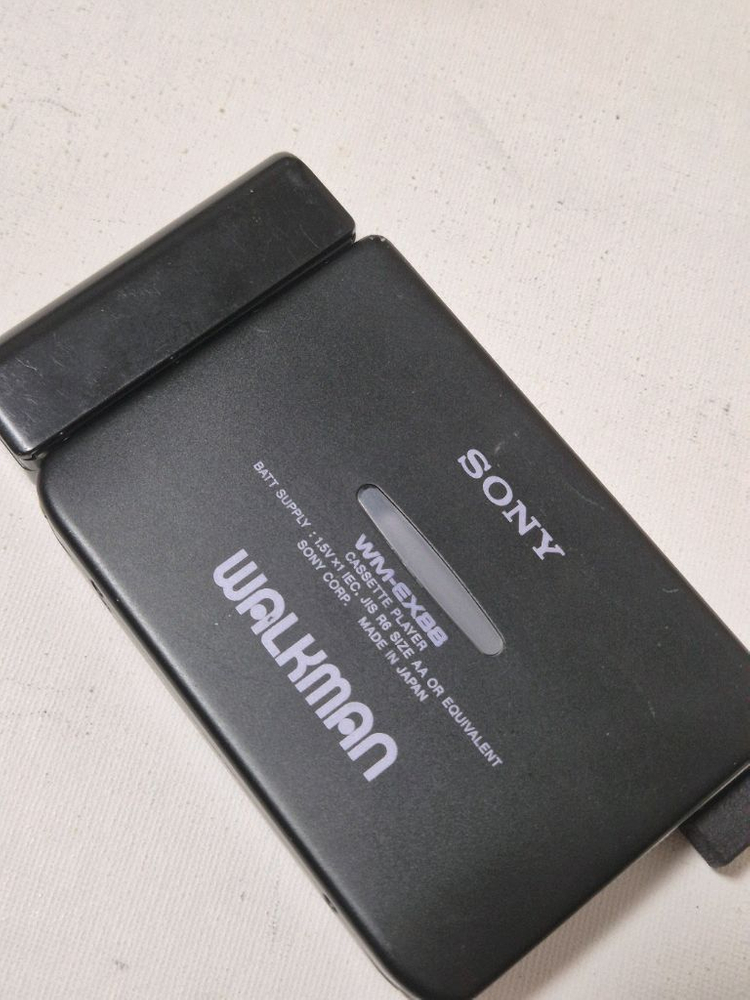 SONY
WM-EX88
CASSETTE PLAYER
BATT SUPPLY : 1.5V×1 IEC, JIS R6 SIZE AA OR EQUIVALENT
SONY CORP. MADE IN JAPAN
WALKMAN